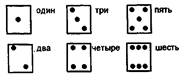 один три пять
два четыре шесть